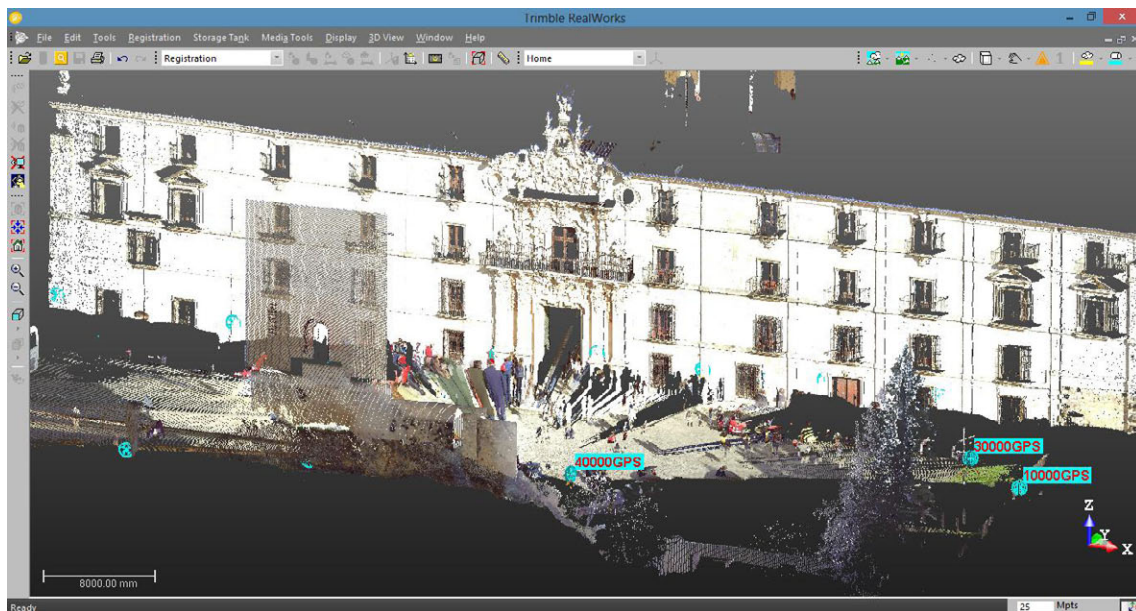 Trimble RealWorks
File Edit Tools Registration Storage Tank Media Tools Display 3D View Window Help
Registration Home 1
30000GPS
40000GPS
10000GPS
Z
Y
X
8000.00 mm
Ready 25 Mpts